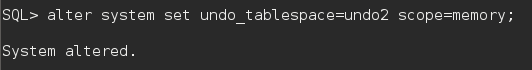 SQL> alter system set undo_tablespace=undo2 scope=memory;
System altered.